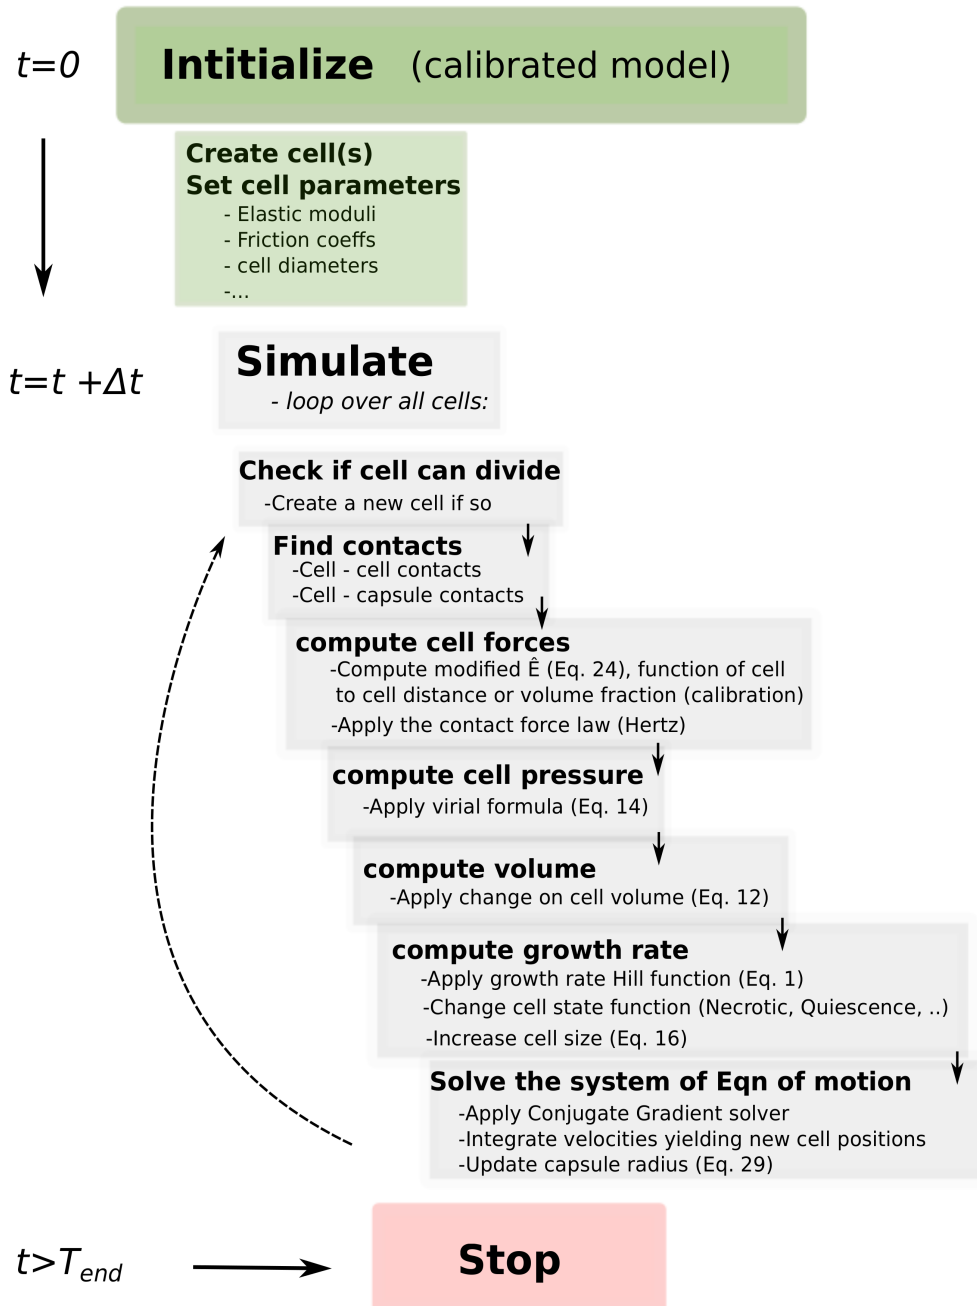 t=0 Intitialize (calibrated model)
Create cell(s)
Set cell parameters
- Elastic moduli
- Friction coeffs
- cell diameters
-...
t=t +Δt
Simulate
- loop over all cells:
Check if cell can divide
-Create a new cell if so
Find contacts
-Cell - cell contacts
-Cell - capsule contacts
compute cell forces
-Compute modified Ê (Eq. 24), function of cell
to cell distance or volume fraction (calibration)
-Apply the contact force law (Hertz)
compute cell pressure
-Apply virial formula (Eq. 14)
compute volume
-Apply change on cell volume (Eq. 12)
compute growth rate
-Apply growth rate Hill function (Eq. 1)
-Change cell state function (Necrotic, Quiescence, ..)
-Increase cell size (Eq. 16)
Solve the system of Eqn of motion
-Apply Conjugate Gradient solver
-Integrate velocities yielding new cell positions
-Update capsule radius (Eq. 29)
t>Tend Stop